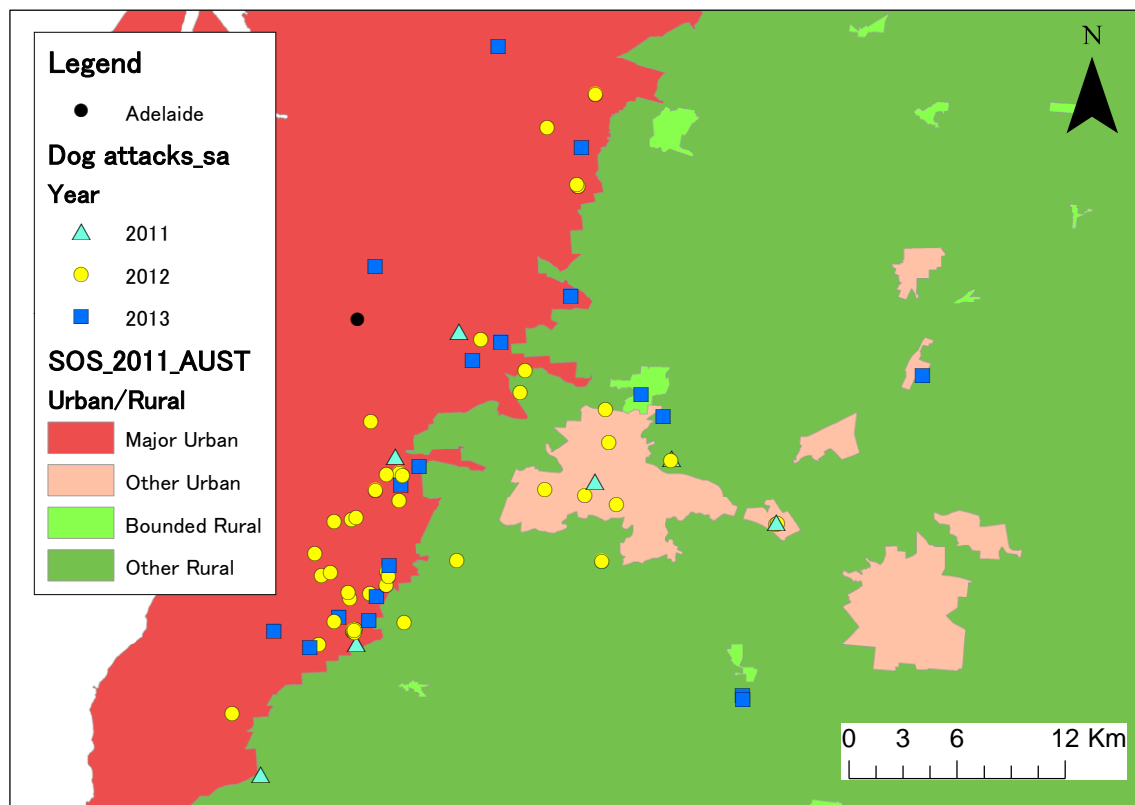 Legend
Adelaide
Dog attacks_sa
Year
2011
2012
2013
SOS_2011_AUST
Urban/Rural
Major Urban
Other Urban
Bounded Rural
Other Rural
N
0 3 6 12 Km